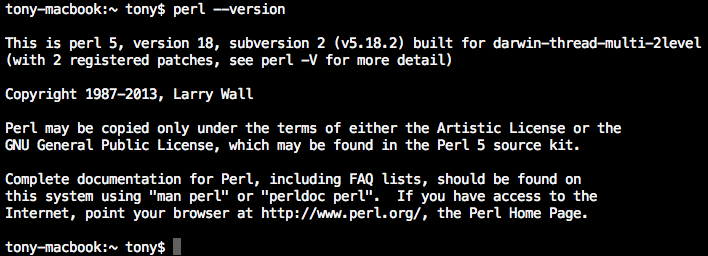 tony-macbook:~ tony$ perl --version
This is perl 5, version 18, subversion 2 (v5.18.2) built for darwin-thread-multi-2level
(with 2 registered patches, see perl -V for more detail)
Copyright 1987-2013, Larry Wall
Perl may be copied only under the terms of either the Artistic License or the
GNU General Public License, which may be found in the Perl 5 source kit.
Complete documentation for Perl, including FAQ lists, should be found on
this system using "man perl" or "perldoc perl".  If you have access to the
Internet, point your browser at http://www.perl.org/, the Perl Home Page.
tony-macbook:~ tony$